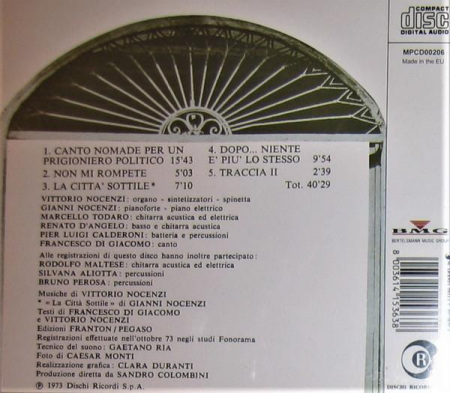 COMPACT
disc
DIGITAL AUDIO
MPCD00206
Made in the EU
1. CANTO NOMADE PER UN
PRIGIONIERO POLITICO 15'43
2. NON MI ROMPETE 5'03
3. LA CITTA' SOTTILE* 7'10
4. DOPO... NIENTE
E' PIU' LO STESSO 9'54
5. TRACCIA II 2'39
Tot. 40'29
VITTORIO NOCENZI: organo - sintetizzatori - spinetta
GIANNI NOCENZI: pianoforte - piano elettrico
MARCELLO TODARO: chitarra acustica ed elettrica
RENATO D'ANGELO: basso e chitarra acustica
PIER LUIGI CALDERONI: batteria e percussioni
FRANCESCO DI GIACOMO: canto
Alle registrazioni di questo disco hanno inoltre partecipato:
RODOLFO MALTESE: chitarra acustica ed elettrica
SILVANA ALIOTTA: percussioni
BRUNO PEROSA: percussioni
Musiche di VITTORIO NOCENZI
* «La Città Sottile» di GIANNI NOCENZI
Testi di FRANCESCO DI GIACOMO
e VITTORIO NOCENZI
Edizioni FRANTON/PEGASO
Registrazioni effettuate nell'ottobre 73 negli studi Fonorama
Tecnico del suono: GAETANO RIA
Foto di CAESAR MONTI
Realizzazione grafica: CLARA DURANTI
Produzione diretta da SANDRO COLOMBINI
℗ 1973 Dischi Ricordi S.p.A.
BMG
BERTELSMANN MUSIC GROUP
8 003614 153638
R
DISCHI